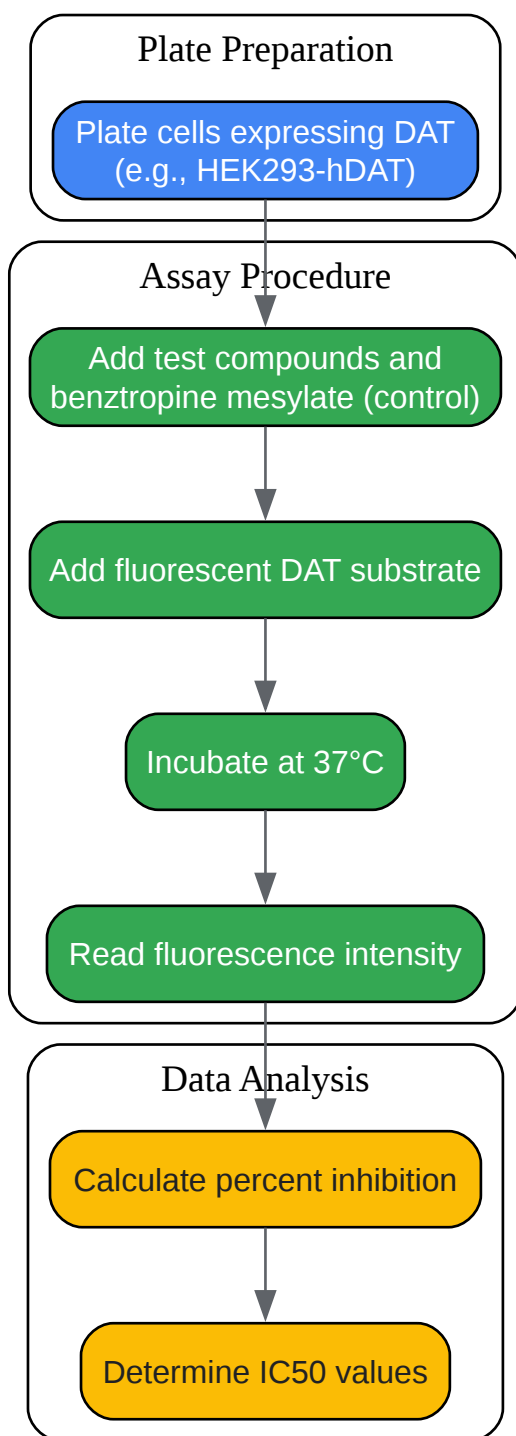 Plate Preparation
Plate cells expressing DAT
(e.g., HEK293-hDAT)
Assay Procedure
Add test compounds and
benztropine mesylate (control)
Add fluorescent DAT substrate
Incubate at 37°C
Read fluorescence intensity
Data Analysis
Calculate percent inhibition
Determine IC50 values